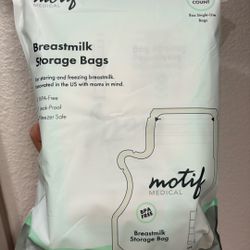 motif
MEDICAL
COUNT
Breastmilk
Storage Bags
For storing and freezing breastmilk.
in the US with moms in mind.
BPA-Free
Leak-Proof
Freezer Safe
motif
MEDICAL
BPA
FREE
Breastmilk
Storage Bag